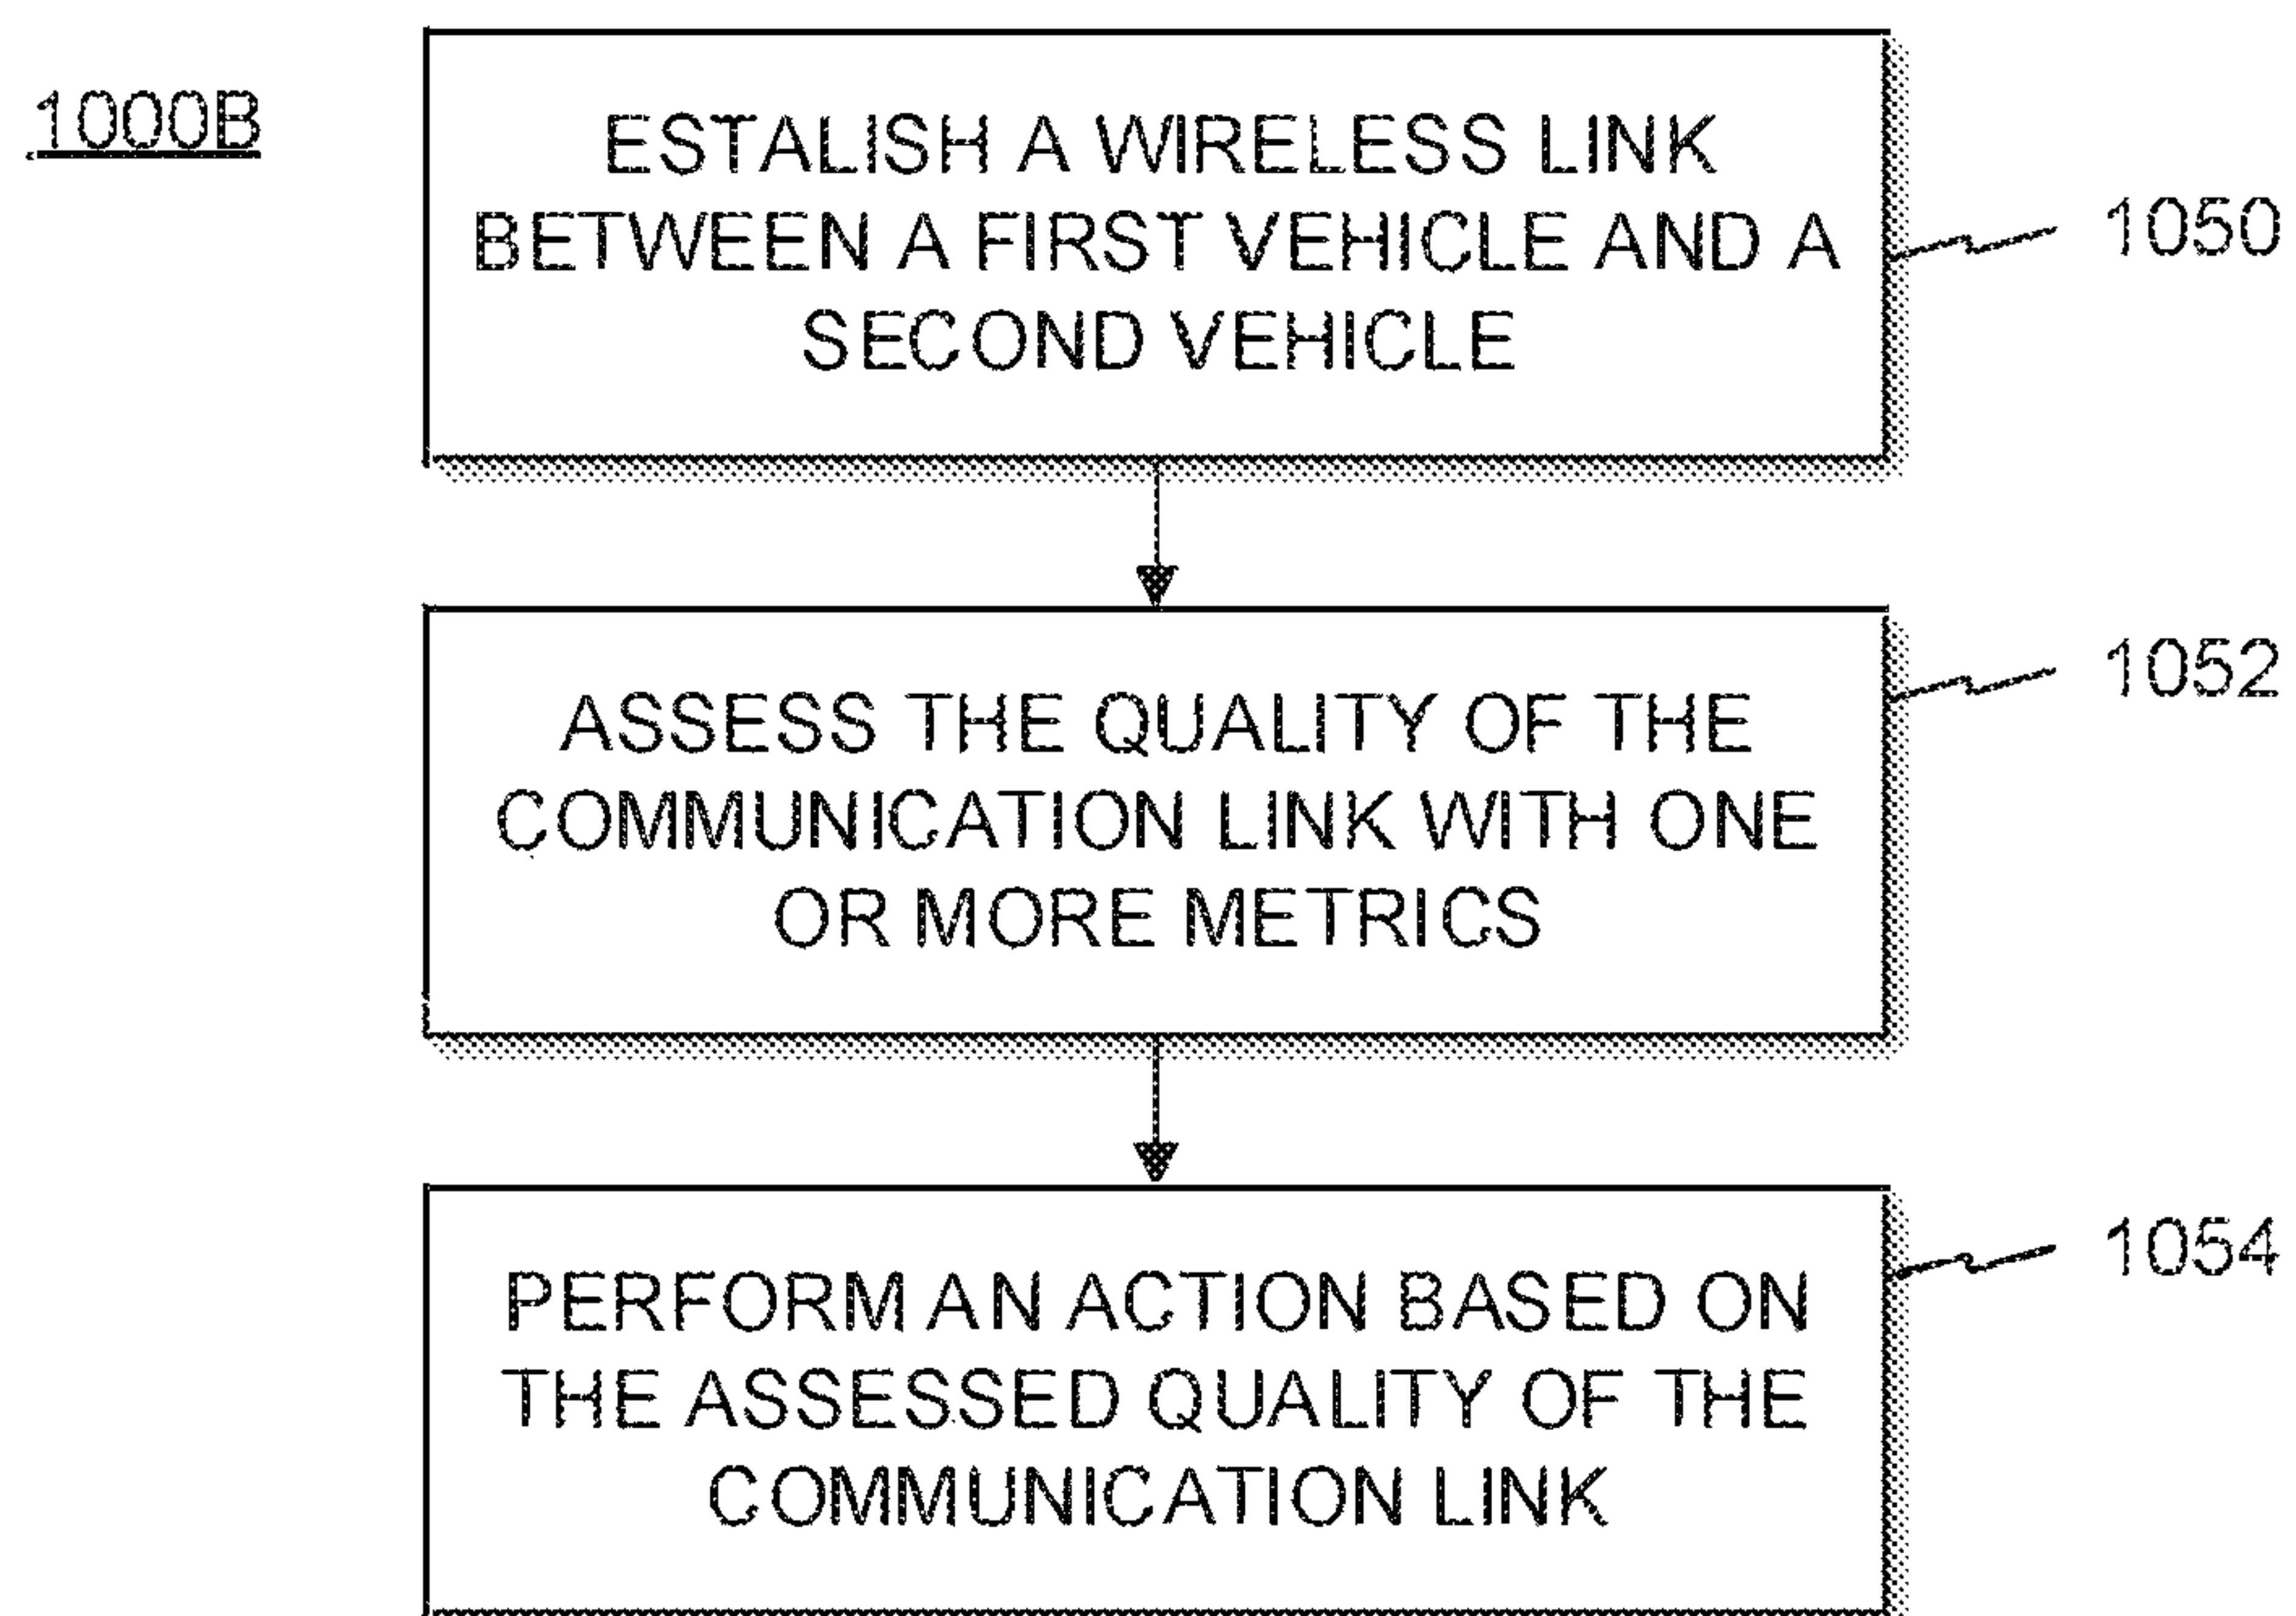 1000B
ESTALISH A WIRELESS LINK
BETWEEN A FIRST VEHICLE AND A
SECOND VEHICLE
1050
ASSESS THE QUALITY OF THE
COMMUNICATION LINK WITH ONE
OR MORE METRICS
1052
PERFORM AN ACTION BASED ON
THE ASSESSED QUALITY OF THE
COMMUNICATION LINK
1054